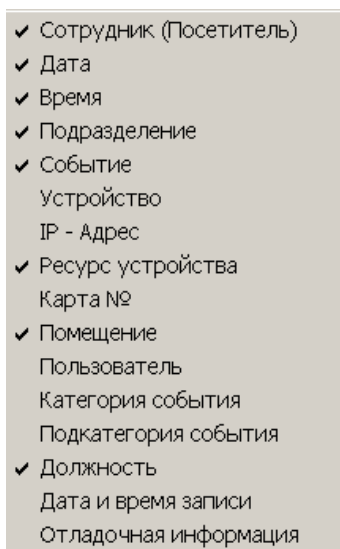 Сотрудник (Посетитель)
Дата
Время
Подразделение
Событие
Устройство
IP - Адрес
Ресурс устройства
Карта №
Помещение
Пользователь
Категория события
Подкатегория события
Должность
Дата и время записи
Отладочная информация